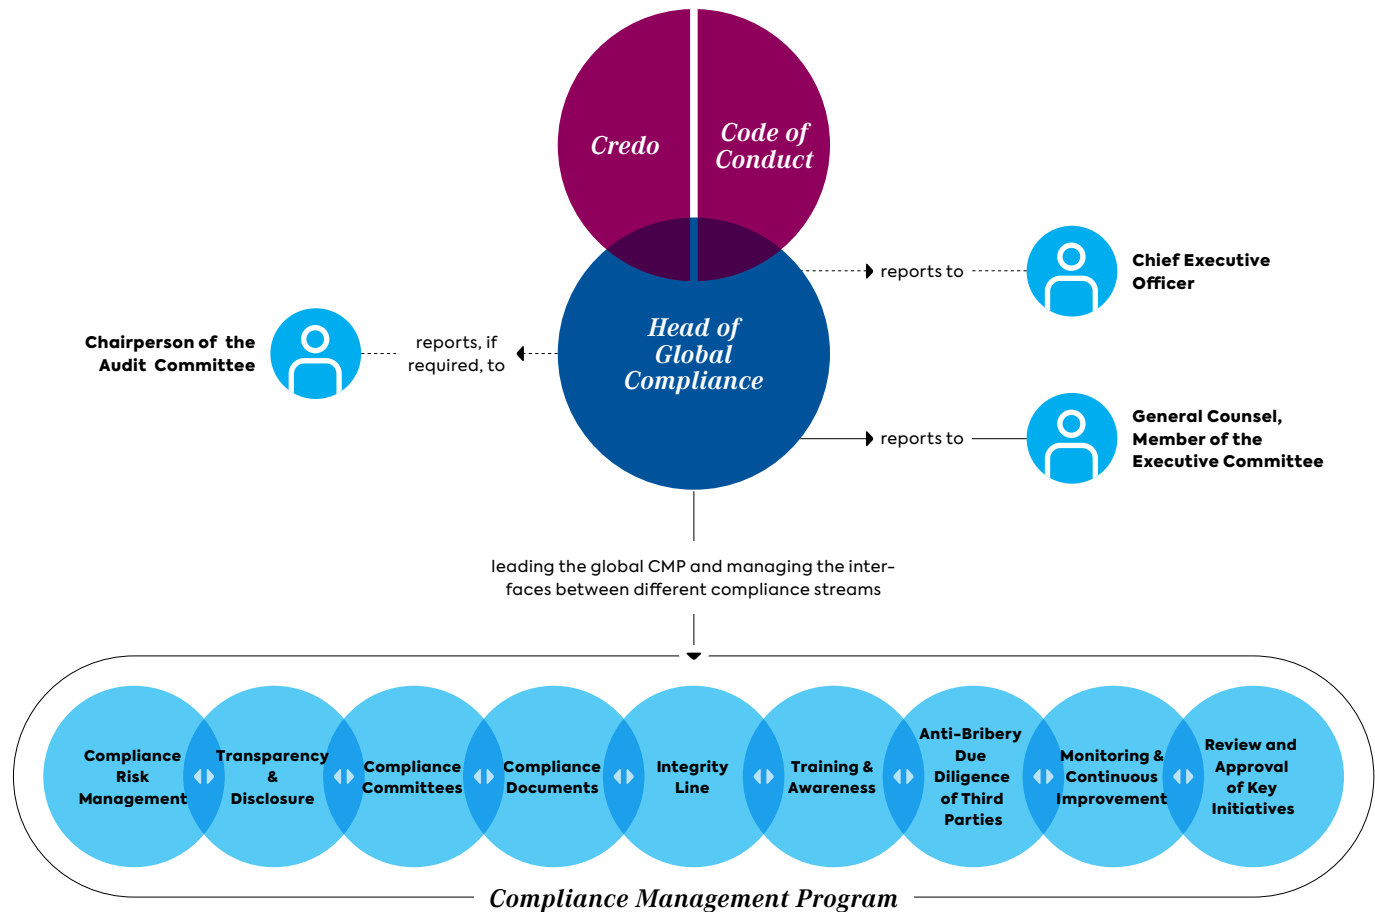 Credo
Code of
Conduct
reports to
Chief Executive
Officer
Chairperson of the
Audit Committee
reports, if
required, to
Head of
Global
Compliance
reports to
General Counsel,
Member of the
Executive Committee
leading the global CMP and managing the inter-
faces between different compliance streams
Compliance
Risk
Management
Transparency
&
Disclosure
Compliance
Committees
Compliance
Documents
Integrity
Line
Training &
Awareness
Anti-Bribery
Due
Diligence
of Third
Parties
Monitoring &
Continuous
Improvement
Review and
Approval
of Key
Initiatives
Compliance Management Program